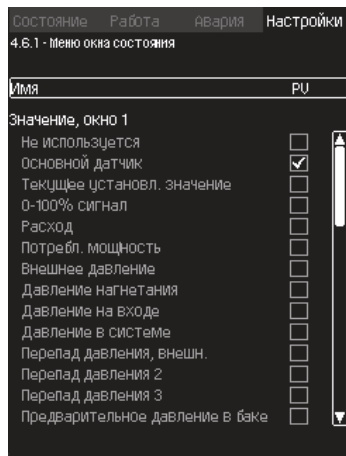 Состояние Работа Авария Настройки
4.6.1 - Меню окна состояния
Имя PV
Значение, окно 1
Не используется
Основной датчик
Текущее установл. значение
0-100% сигнал
Расход
Потребл. мощность
Внешнее давление
Давление нагнетания
Давление на входе
Давление в системе
Перепад давления, внешн.
Перепад давления 2
Перепад давления 3
Предварительное давление в баке